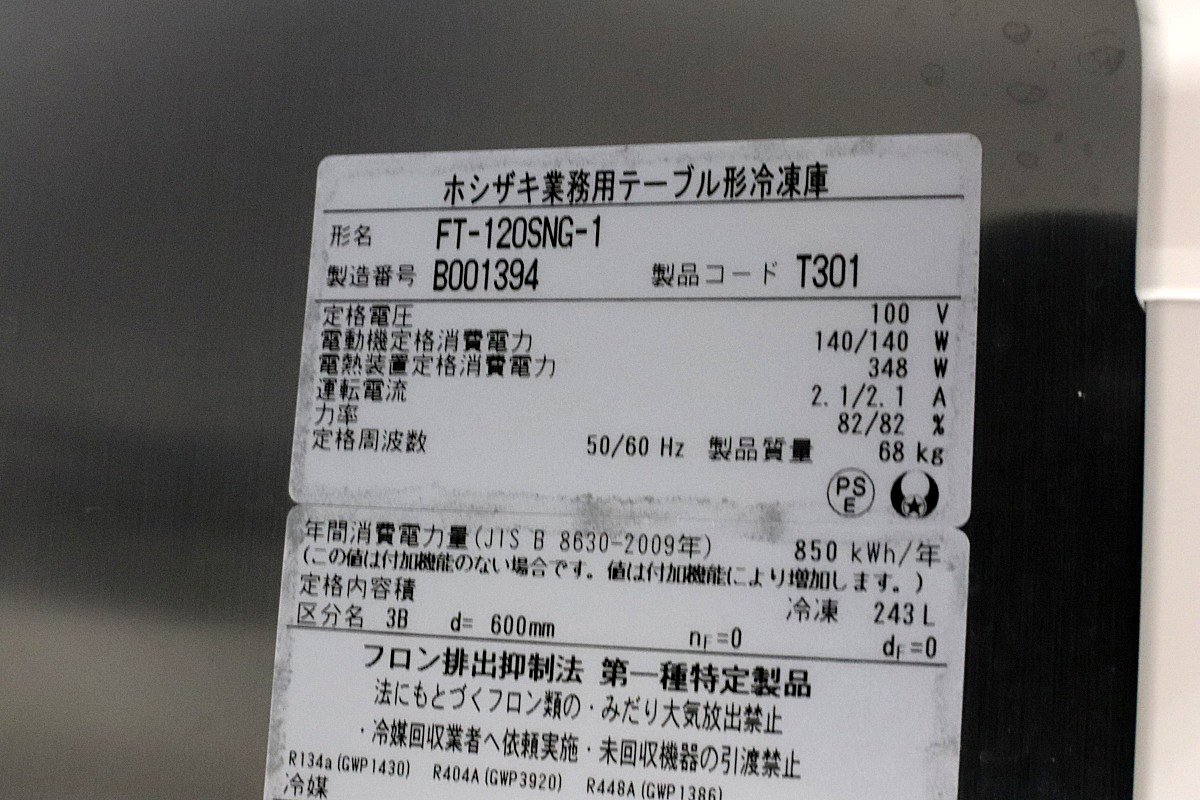 ホシザキ業務用テーブル形冷凍庫
形名 FT-120SNG-1
製造番号 B001394 製品コード T301
定格電圧 100 V
電動機定格消費電力 140/140 W
電熱装置定格消費電力 348 W
運転電流 2.1/2.1 A
力率 82/82 %
定格周波数 50/60 Hz 製品質量 68 kg
PS E
年間消費電力量(JIS B 8630-2009年) 850 kWh/年
(この値は付加機能のない場合です。値は付加機能により増加します。)
定格内容積 冷凍 243 L
区分名 3B d= 600mm nF=0 dF=0
フロン排出抑制法 第一種特定製品
法にもとづくフロン類の・みだり大気放出禁止
・冷媒回収業者へ依頼実施・未回収機器の引渡禁止
R134a(GWP1430) R404A(GWP3920) R448A(GWP1386)
冷媒